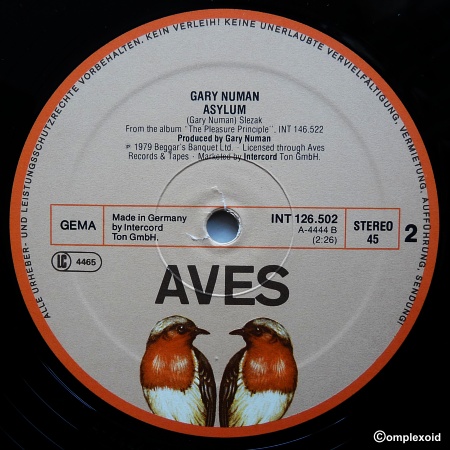 ALLE URHEBER- UND LEISTUNGSSCHUTZRECHTE VORBEHALTEN. KEIN VERLEIH! KEINE UNERLAUBTE VERVIELFÄLTIGUNG, VERMIETUNG, AUFFÜHRUNG, SENDUNG!
GARY NUMAN
ASYLUM
(Gary Numan) Slezak
From the album "The Pleasure Principle", INT 146.522
Produced by Gary Numan
℗ 1979 Beggar's Banquet Ltd. · Licensed through Aves
Records & Tapes · Marketed by Intercord Ton GmbH.
GEMA
Made in Germany
by Intercord
Ton GmbH.
INT 126.502
A-4444 B
(2:26)
STEREO
45
2
LC 4465
AVES
©omplexoid